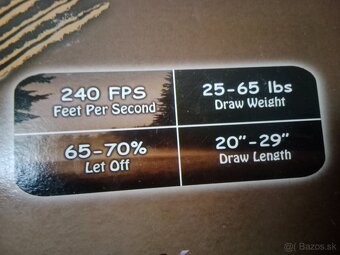 240 FPS
Feet Per Second
25-65 lbs
Draw Weight
65-70%
Let Off
20"-29"
Draw Length
Bazos.sk